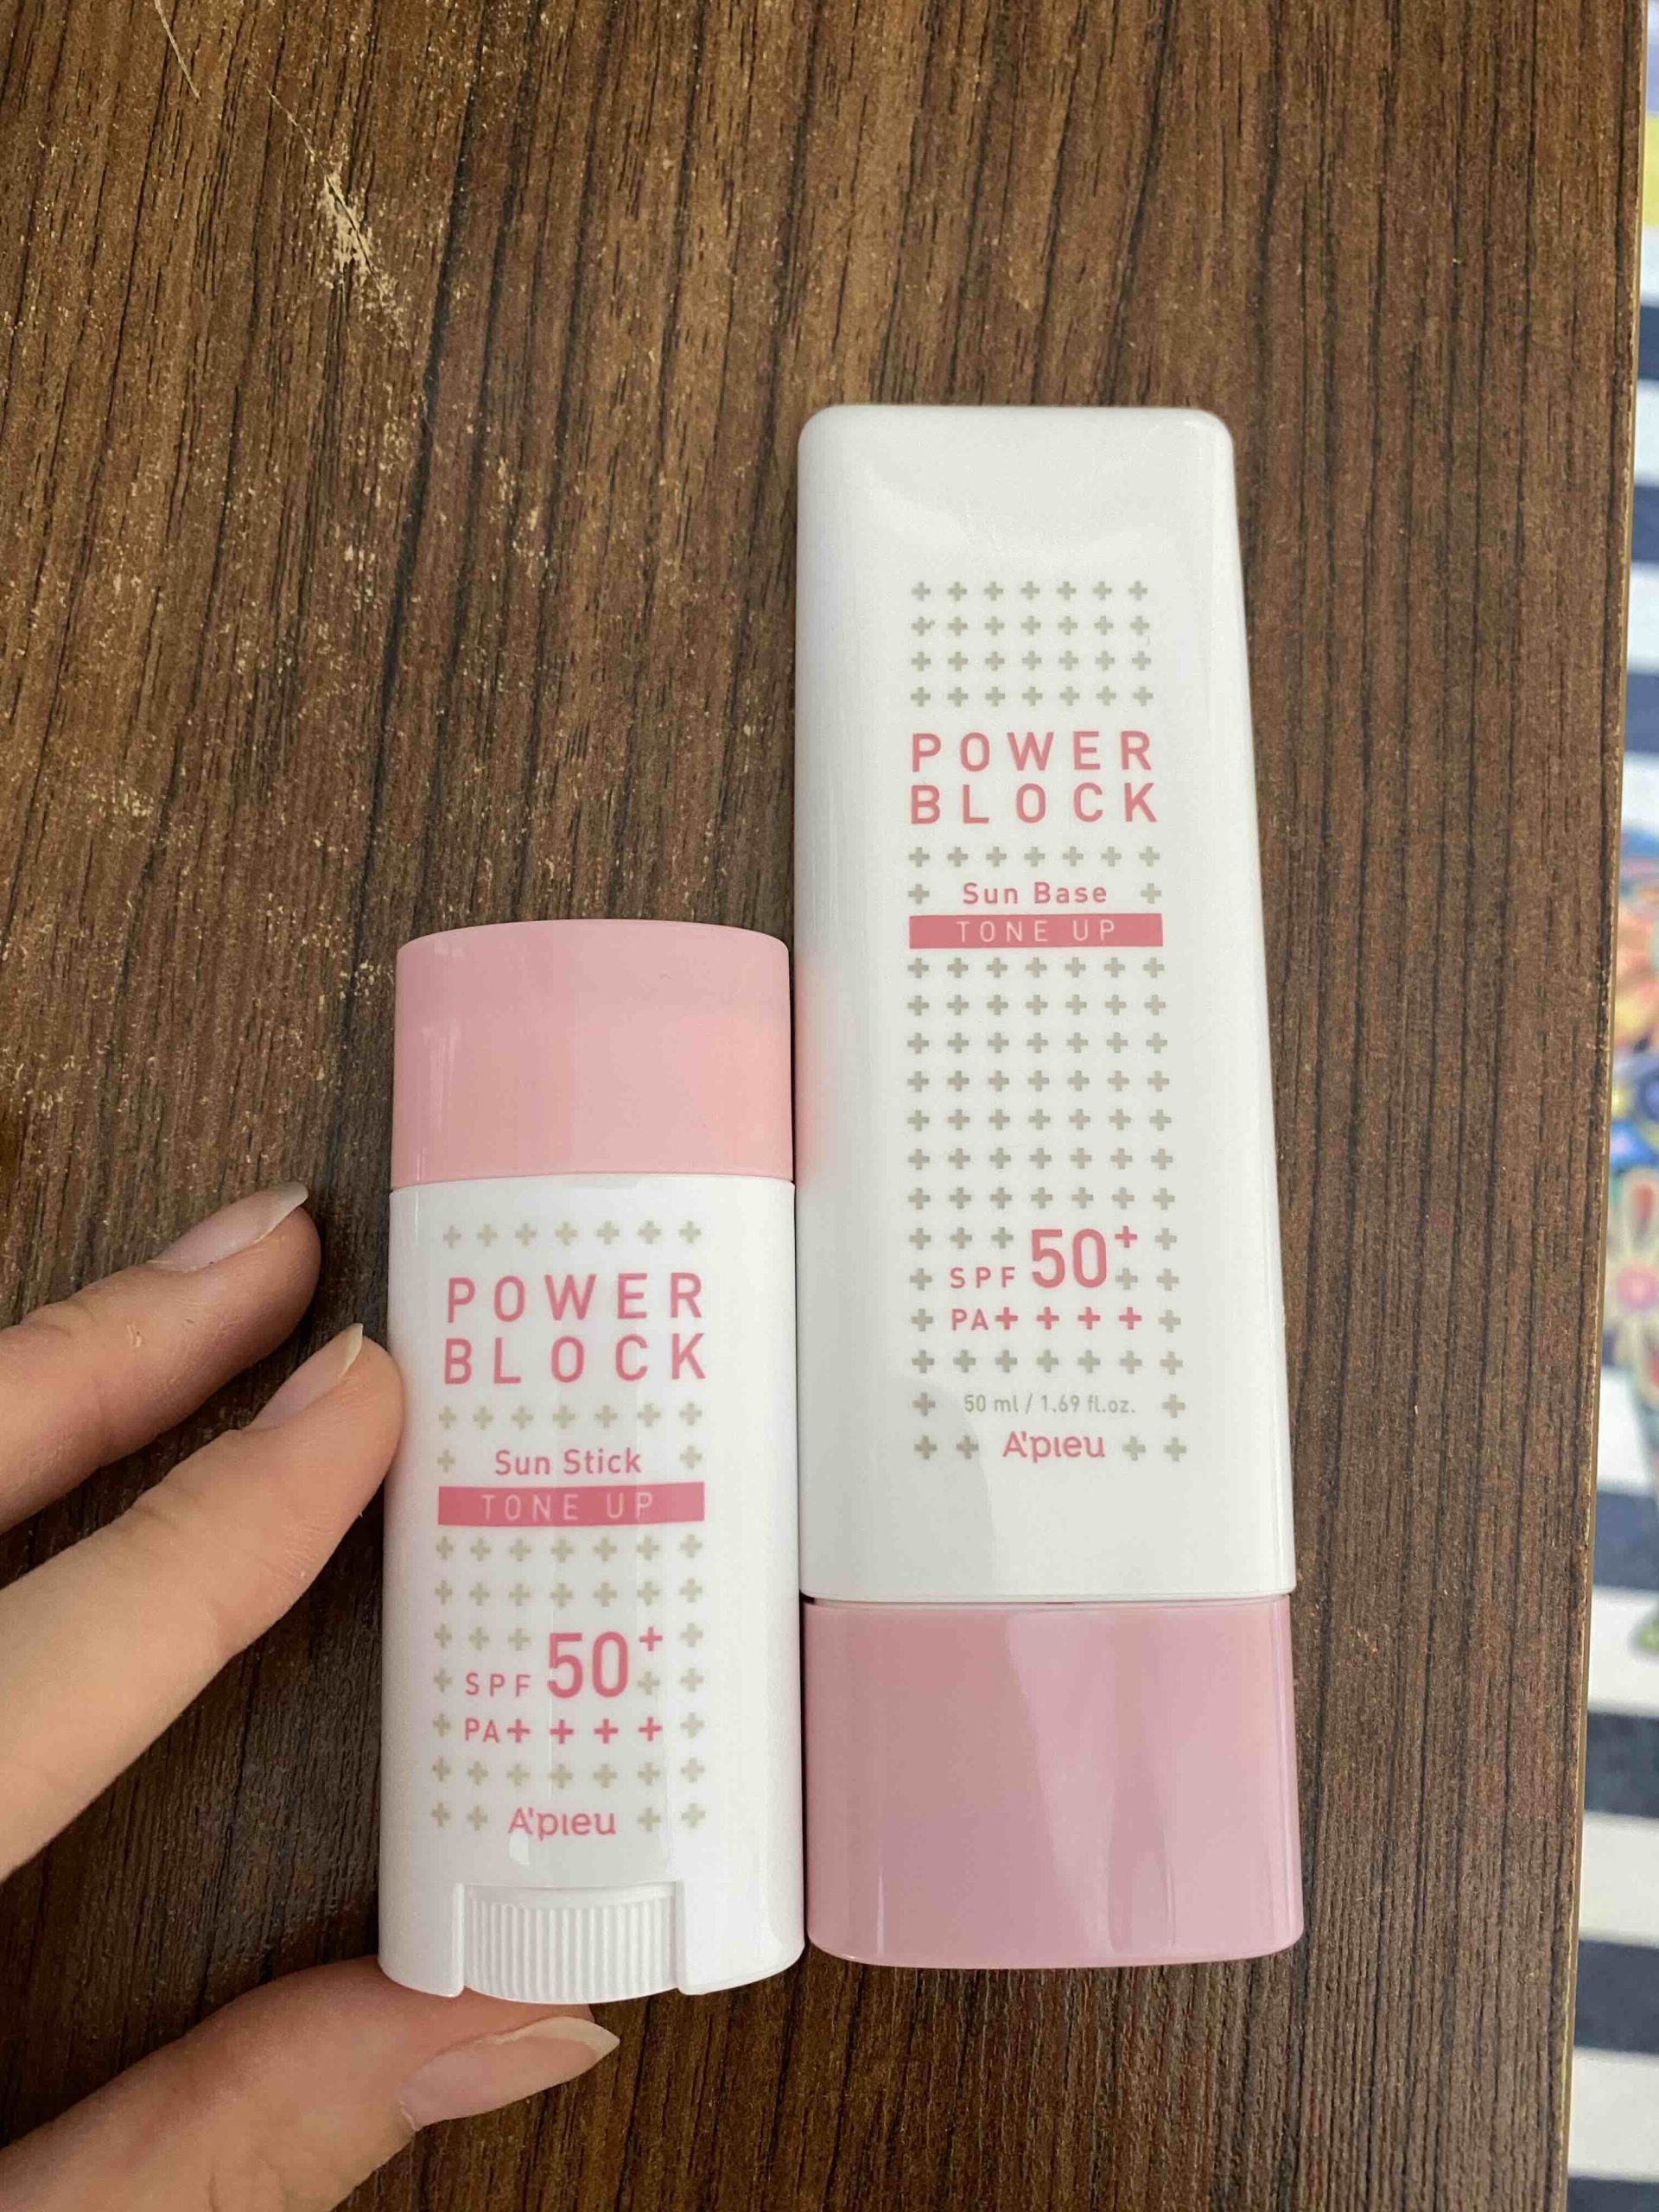 POWER
BLOCK
Sun Stick
TONE UP
SPF 50+
PA++++
A'pieu
POWER
BLOCK
Sun Base
TONE UP
SPF 50+
PA++++
50 ml / 1.69 fl.oz.
A'pieu